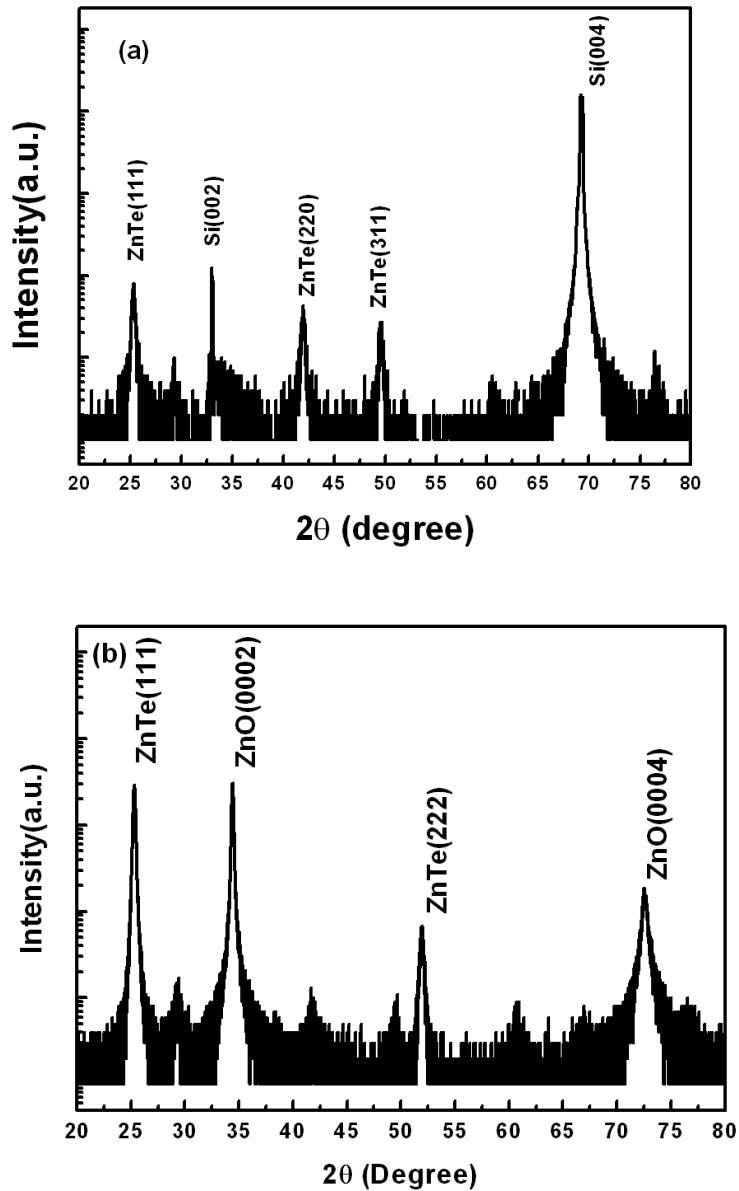 (a)
Si(004)
ZnTe(111)
Si(002)
ZnTe(220)
ZnTe(311)
Intensity(a.u.)
20 25 30 35 40 45 50 55 60 65 70 75 80
2θ (degree)
(b)
ZnTe(111)
ZnO(0002)
ZnTe(222)
ZnO(0004)
Intensity(a.u.)
20 25 30 35 40 45 50 55 60 65 70 75 80
2θ (Degree)